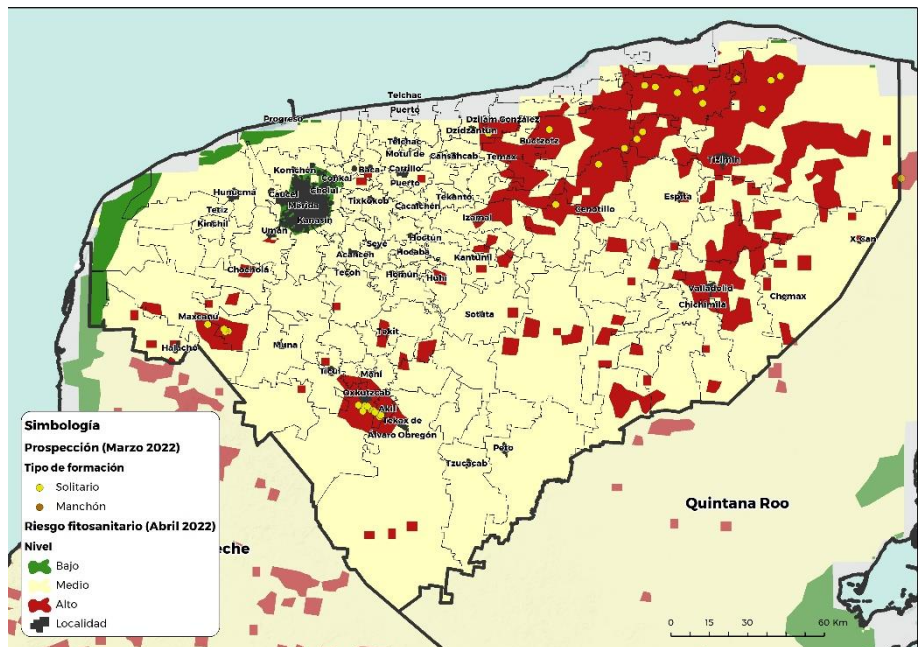 Telchac
Puerto
Progreso
Dzilam González
Dzidzantún
Buctzotz
Telchac
Motul de
Cansahcab
Temax
Komchén
Conkal
Baca
Carrillo
Puerto
Tizimín
Hunucmá
Caucel
Cholul
Mérida
Tixkokob
Cacalchén
Tekantó
Espita
Tetiz
Kinchil
Kanasín
Izamal
Cenotillo
Umán
Seyé
Hoctún
Hocabá
X-Can
Acanceh
Kantunil
Chocholá
Tecoh
Homún
Huhí
Valladolid
Chemax
Chichimilá
Maxcanú
Sotuta
Tekit
Halachó
Muna
Ticul
Maní
Oxkutzcab
Akil
Tekax de
Álvaro Obregón
Peto
Tzucacab
Quintana Roo
eche
Simbología
Prospección (Marzo 2022)
Tipo de formación
Solitario
Manchón
Riesgo fitosanitario (Abril 2022)
Nivel
Bajo
Medio
Alto
Localidad
0 15 30 60 Km